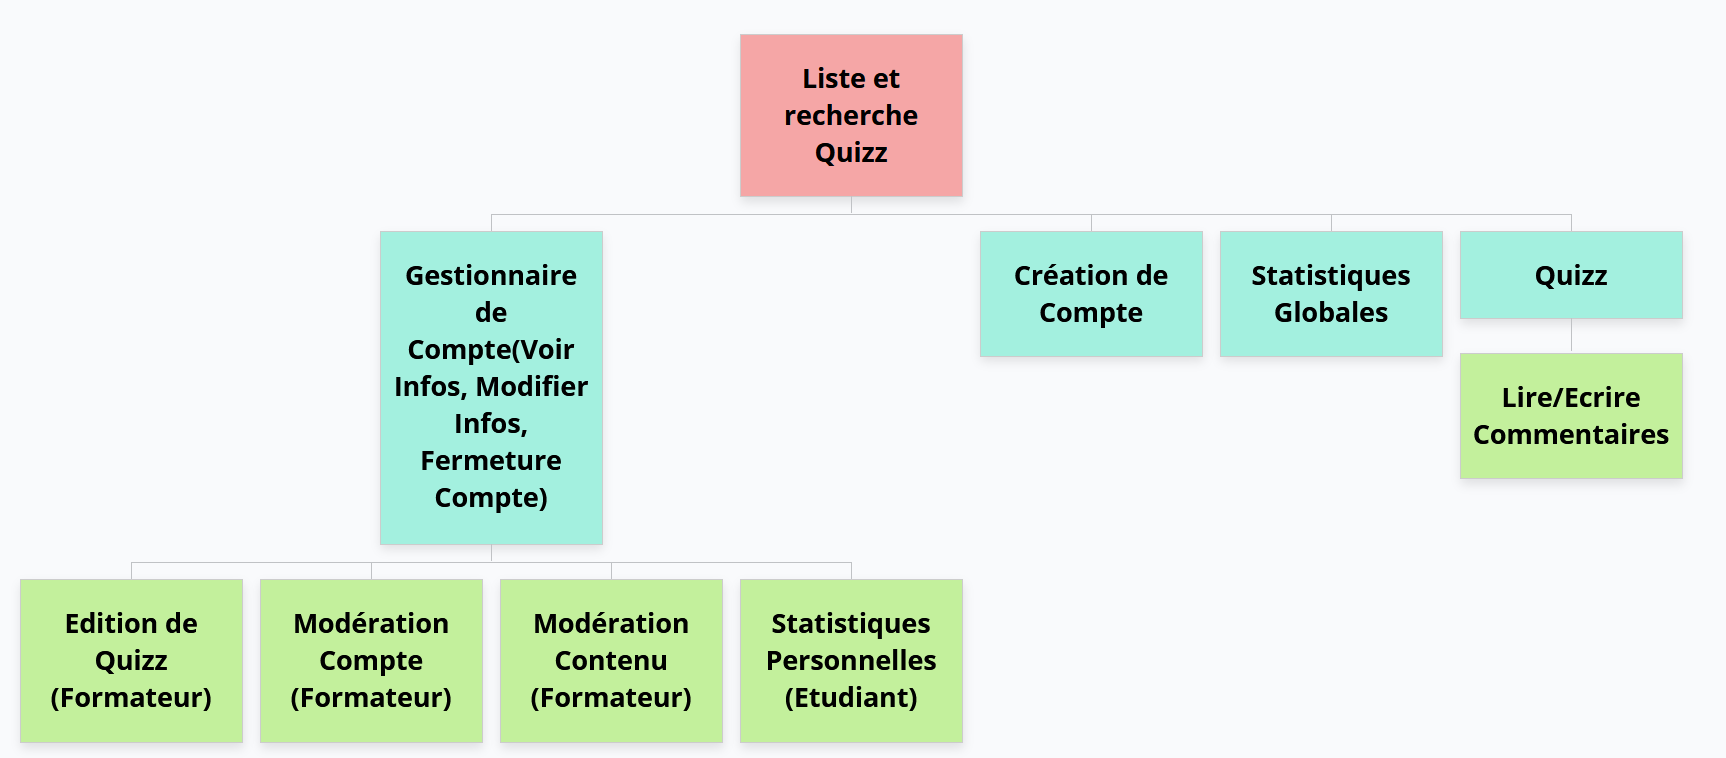 Liste et
recherche
Quizz
Gestionnaire
de
Compte(Voir
Infos, Modifier
Infos,
Fermeture
Compte)
Création de
Compte
Statistiques
Globales
Quizz
Lire/Ecrire
Commentaires
Edition de
Quizz
(Formateur)
Modération
Compte
(Formateur)
Modération
Contenu
(Formateur)
Statistiques
Personnelles
(Etudiant)